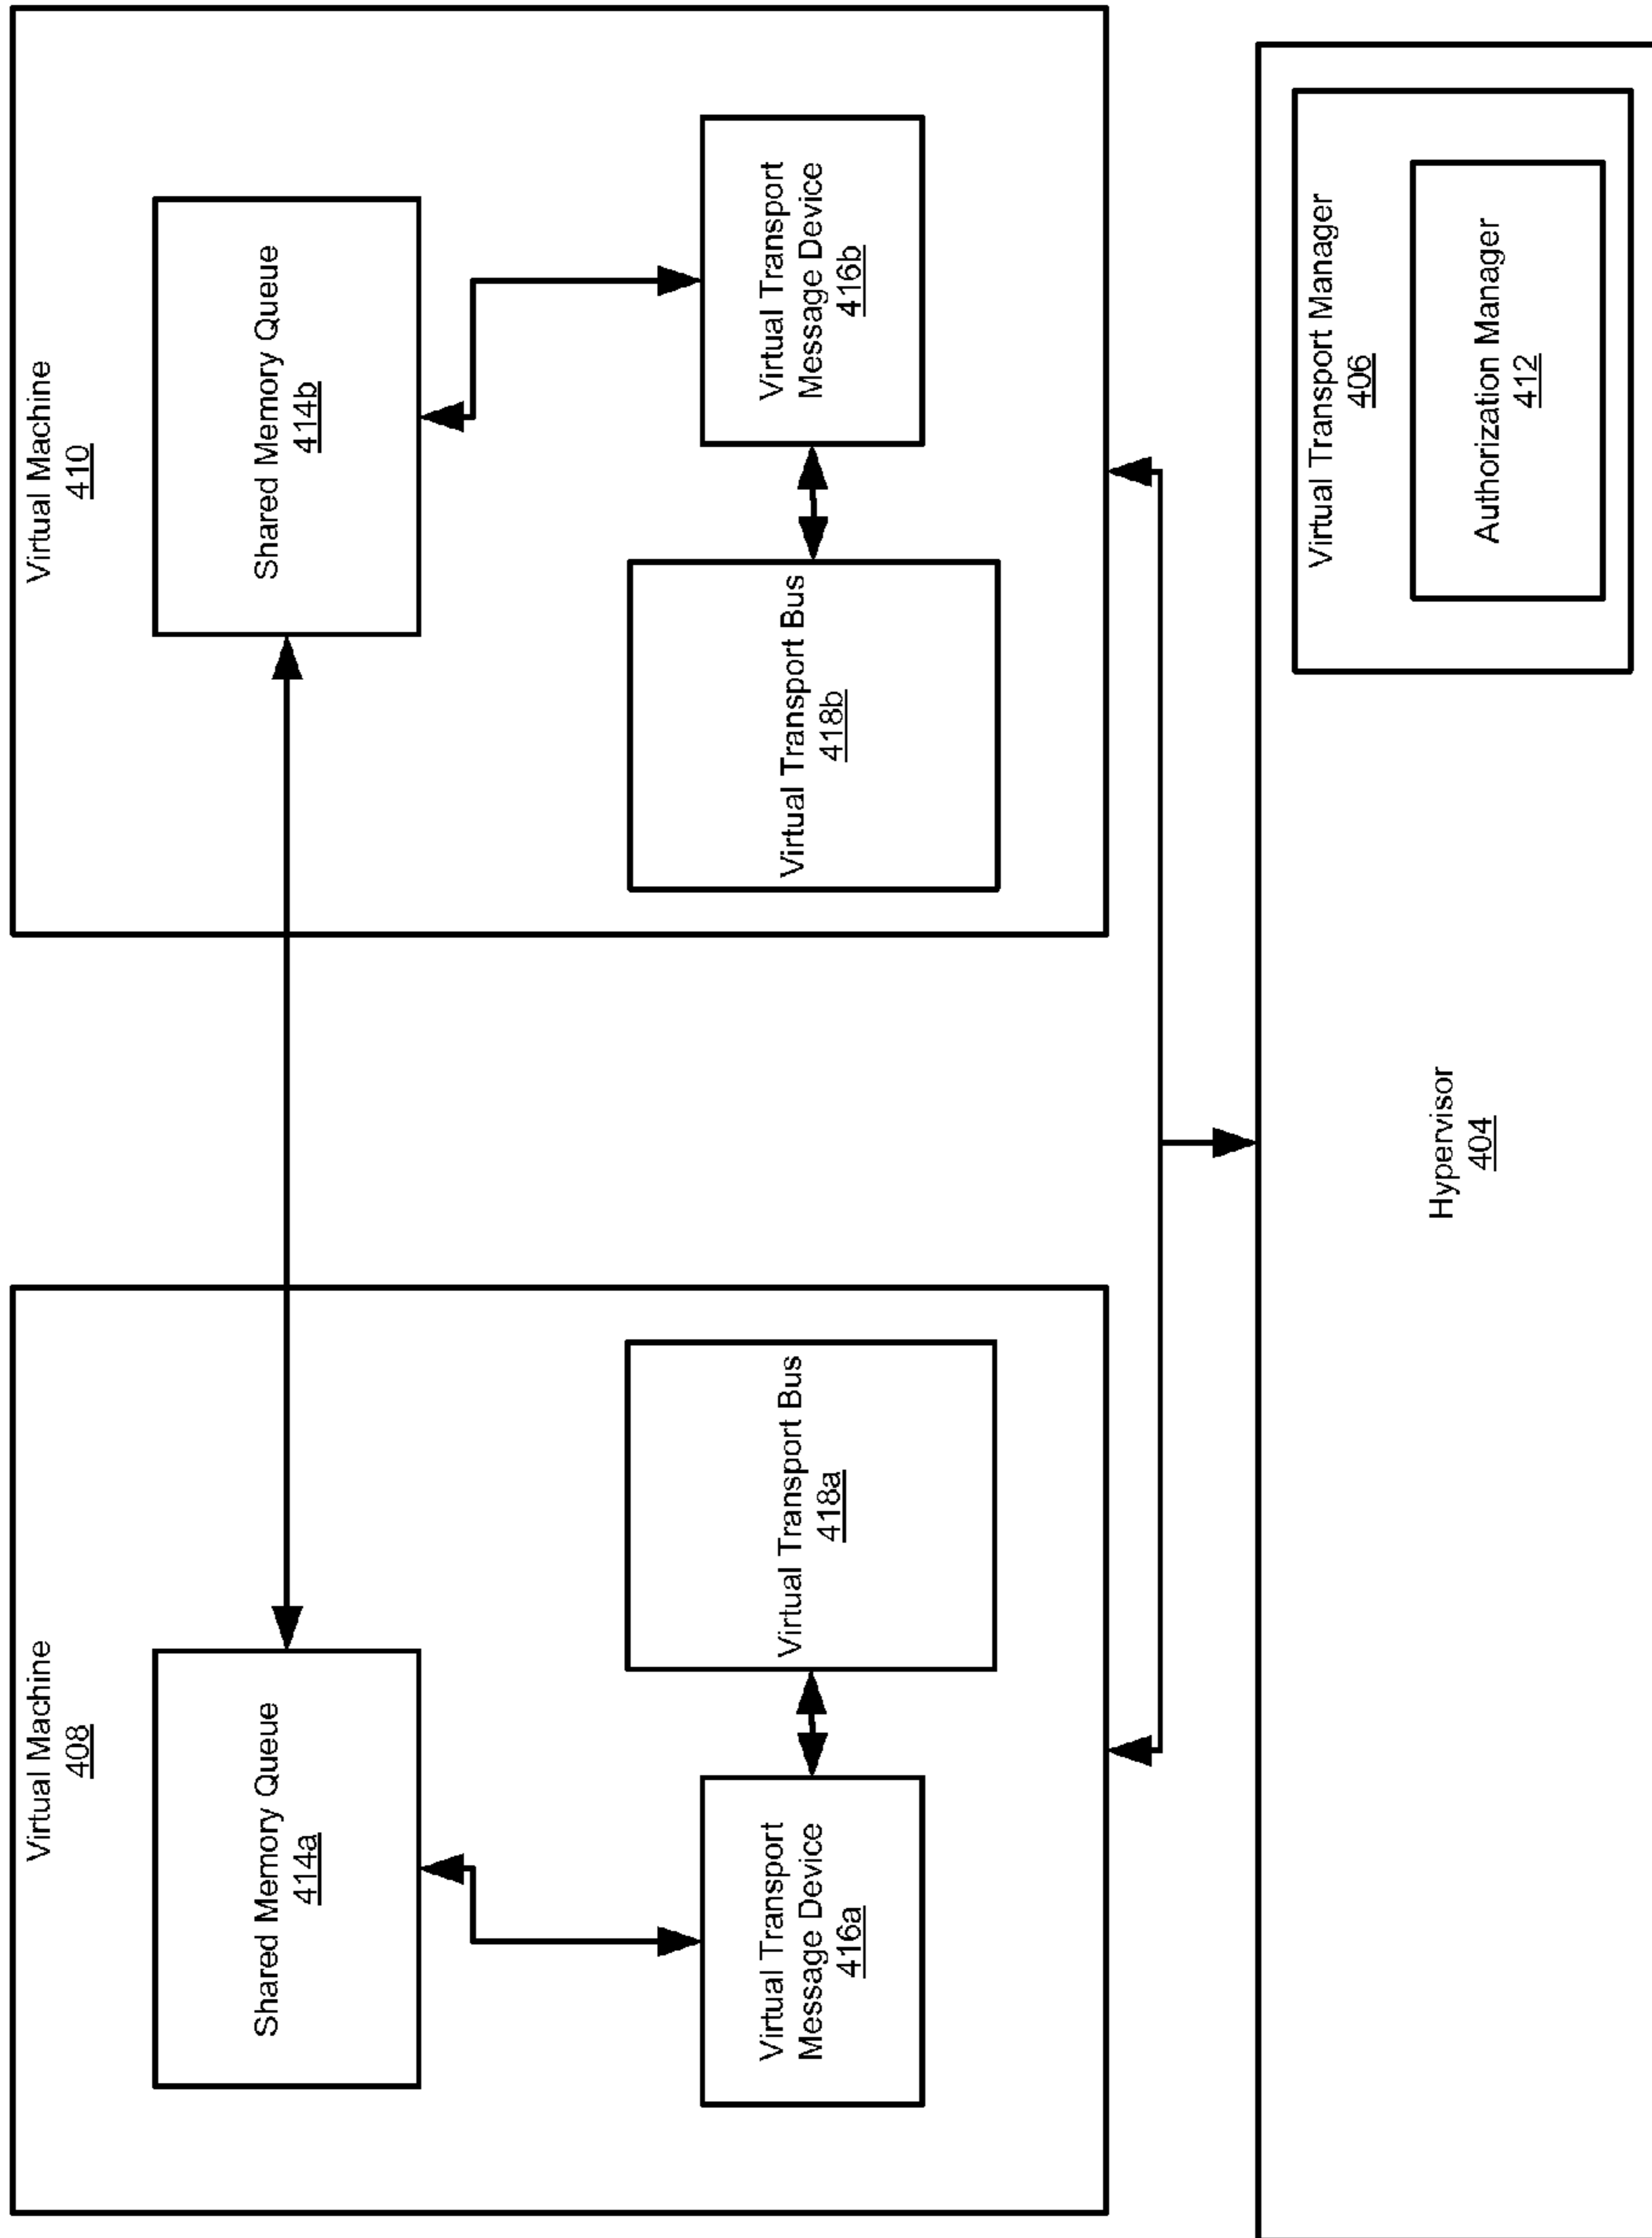 Virtual Machine
408
Shared Memory Queue
414a
Virtual Transport
Message Device
416a
Virtual Transport Bus
418a
Virtual Machine
410
Shared Memory Queue
414b
Virtual Transport Bus
418b
Virtual Transport
Message Device
416b
Hypervisor
404
Virtual Transport Manager
406
Authorization Manager
412